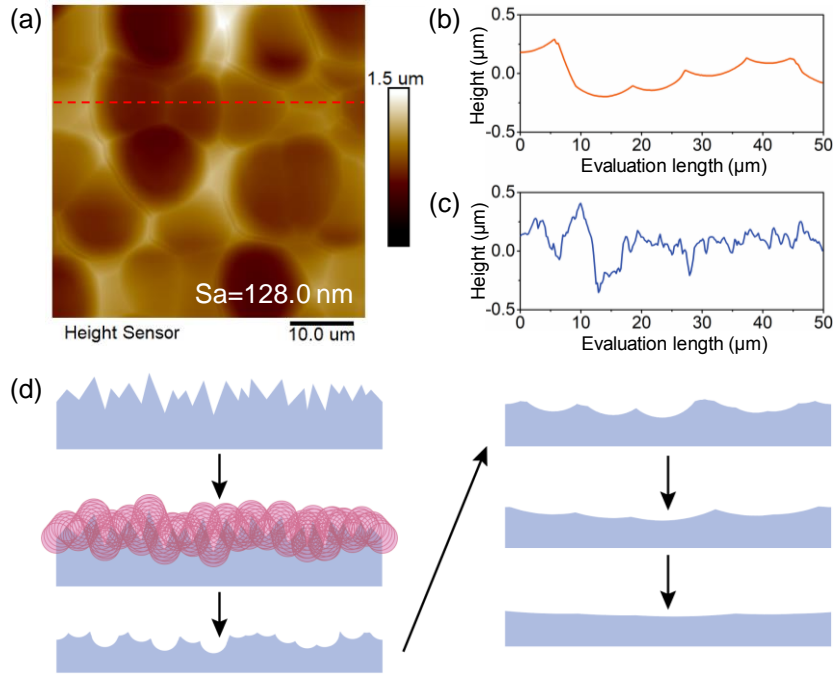 (a)
1.5 um
Sa=128.0 nm
Height Sensor
10.0 um
(b)
Height (μm)
0.5
0.0
-0.5
0 10 20 30 40 50
Evaluation length (μm)
(c)
Height (μm)
0.5
0.0
-0.5
0 10 20 30 40 50
Evaluation length (μm)
(d)